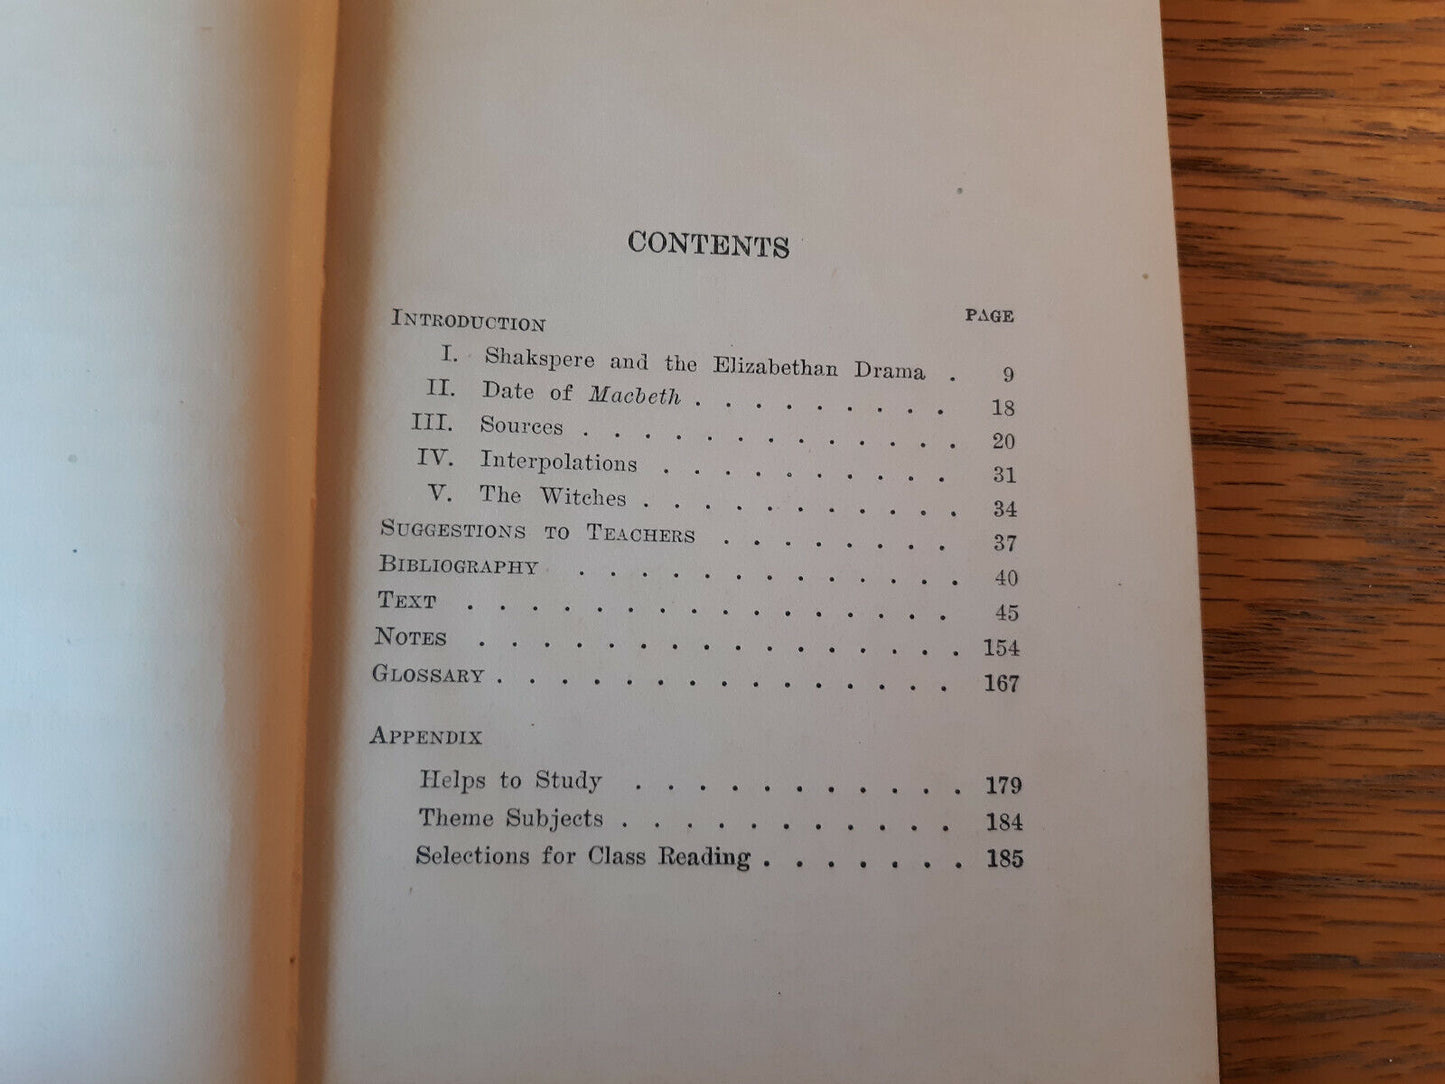 CONTENTS
INTRODUCTION PAGE
I. Shakspere and the Elizabethan Drama . 9
II. Date of Macbeth . . . . . . . . . 18
III. Sources . . . . . . . . . . . . . 20
IV. Interpolations . . . . . . . . . . 31
V. The Witches . . . . . . . . . . . 34
SUGGESTIONS TO TEACHERS . . . . . . . . 37
BIBLIOGRAPHY . . . . . . . . . . . . . 40
TEXT . . . . . . . . . . . . . . . . 45
NOTES . . . . . . . . . . . . . . . . 154
GLOSSARY . . . . . . . . . . . . . . . 167
APPENDIX
Helps to Study . . . . . . . . . . . 179
Theme Subjects . . . . . . . . . . . 184
Selections for Class Reading . . . . . . . 185